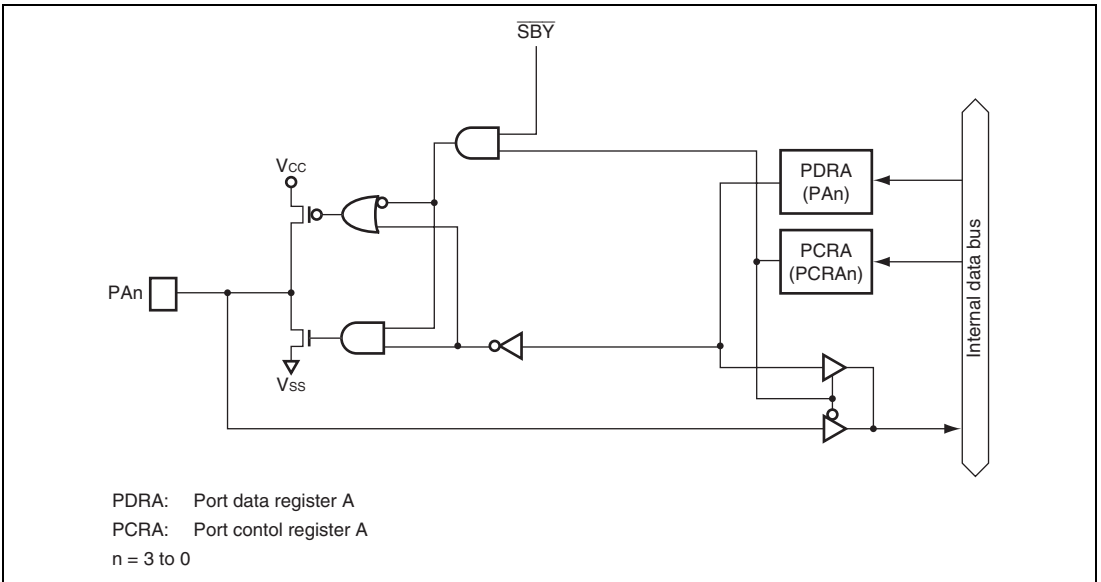 SBY
PDRA
(PAn)
VCC
PCRA
(PCRAn)
Internal data bus
PAn
VSS
PDRA: Port data register A
PCRA: Port contol register A
n = 3 to 0